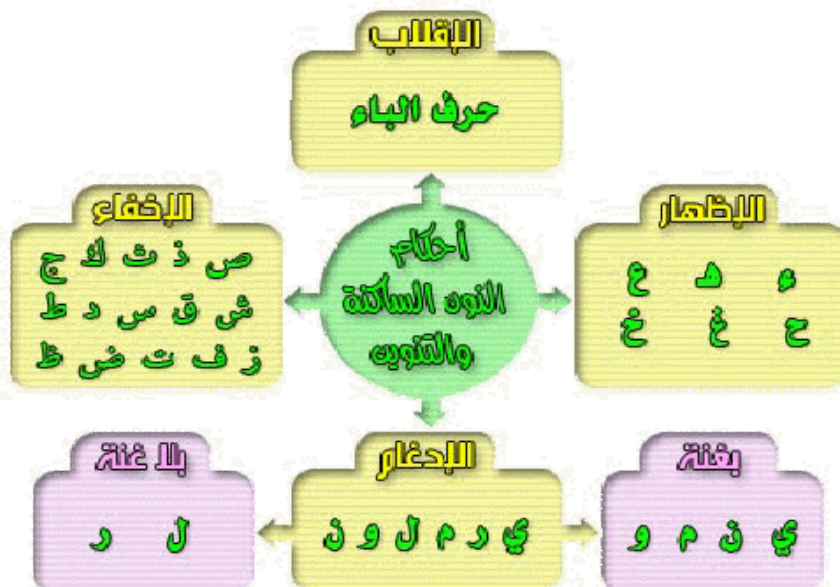 الإقلاب
حرف الباء
الإظهار
ء هـ ع
ح غ خ
أحكام
النون الساكنة
والتنوين
الإخفاء
ص ذ ث ك ج
ش ق س د ط
ز ف ت ض ظ
بغنة
ي ن م و
الإدغام
ي ر م ل و ن
بلا غنة
ل ر